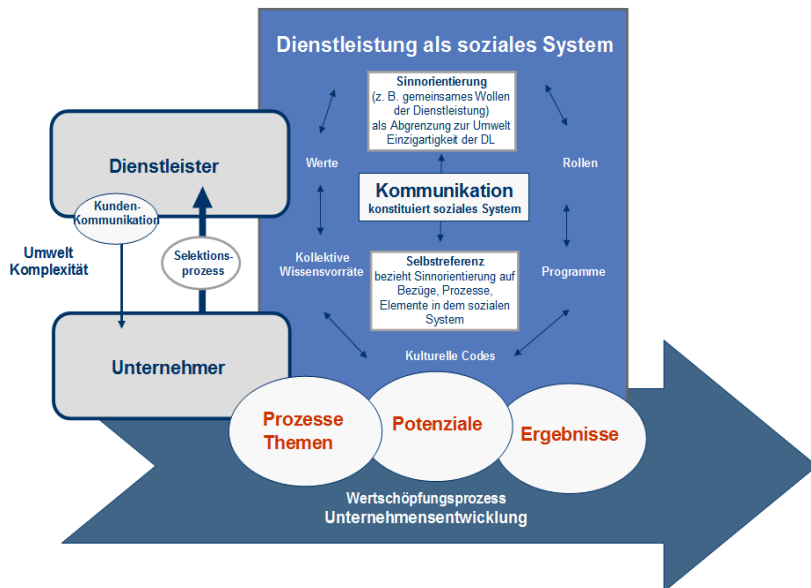 Dienstleistung als soziales System
Sinnorientierung
(z. B. gemeinsames Wollen
der Dienstleistung)
als Abgrenzung zur Umwelt
Einzigartigkeit der DL
Dienstleister
Werte
Rollen
Kommunikation
konstituiert soziales System
Kunden-
Kommunikation
Umwelt
Komplexität
Selektions-
prozess
Kollektive
Wissensvorräte
Selbstreferenz
bezieht Sinnorientierung auf
Bezüge, Prozesse,
Elemente in dem sozialen
System
Programme
Unternehmer
Kulturelle Codes
Prozesse
Themen
Potenziale
Ergebnisse
Wertschöpfungsprozess
Unternehmensentwicklung